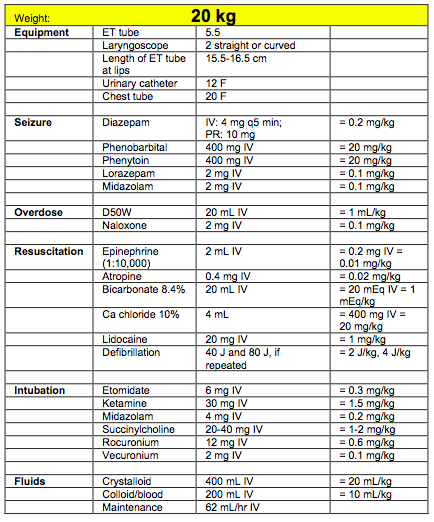 Weight: 20 kg
Equipment ET tube 5.5
Laryngoscope 2 straight or curved
Length of ET tube 15.5-16.5 cm
at lips
Urinary catheter 12 F
Chest tube 20 F
Seizure Diazepam IV: 4 mg q5 min; = 0.2 mg/kg
PR: 10 mg
Phenobarbital 400 mg IV = 20 mg/kg
Phenytoin 400 mg IV = 20 mg/kg
Lorazepam 2 mg IV = 0.1 mg/kg
Midazolam 2 mg IV = 0.1 mg/kg
Overdose D50W 20 mL IV = 1 mL/kg
Naloxone 2 mg IV = 0.1 mg/kg
Resuscitation Epinephrine 2 mL IV = 0.2 mg IV =
(1:10,000) 0.01 mg/kg
Atropine 0.4 mg IV = 0.02 mg/kg
Bicarbonate 8.4% 20 mL IV = 20 mEq IV = 1
mEq/kg
Ca chloride 10% 4 mL = 400 mg IV =
20 mg/kg
Lidocaine 20 mg IV = 1 mg/kg
Defibrillation 40 J and 80 J, if = 2 J/kg, 4 J/kg
repeated
Intubation Etomidate 6 mg IV = 0.3 mg/kg
Ketamine 30 mg IV = 1.5 mg/kg
Midazolam 4 mg IV = 0.2 mg/kg
Succinylcholine 20-40 mg IV = 1-2 mg/kg
Rocuronium 12 mg IV = 0.6 mg/kg
Vecuronium 2 mg IV = 0.1 mg/kg
Fluids Crystalloid 400 mL IV = 20 mL/kg
Colloid/blood 200 mL IV = 10 mL/kg
Maintenance 62 mL/hr IV